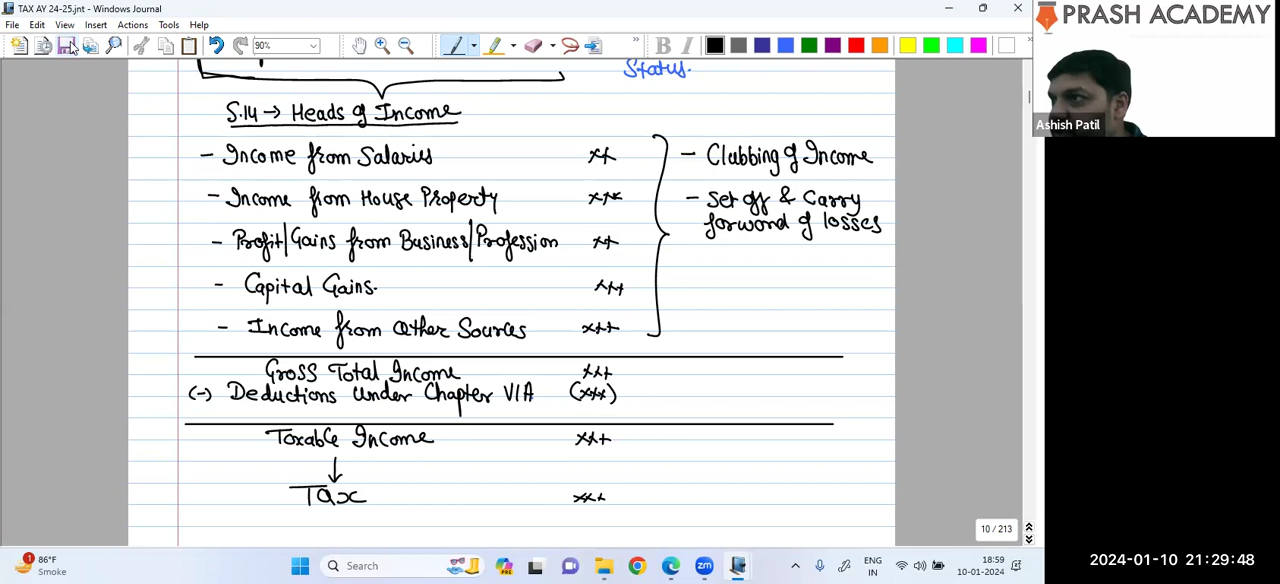 TAX AY 24-25.jnt - Windows Journal
File Edit View Insert Actions Tools Help
90%
B I
PRASH ACADEMY
Ashish Patil
Status.
S.14 → Heads of Income
- Income from Salaries xx
- Income from House Property xxx
- Profit/Gains from Business/Profession xx
- Capital Gains. xxx
- Income from Other Sources xxx
- Clubbing of Income
- Set off & Carry
forword of losses
Gross Total Income xxx
(-) Deductions Under Chapter VIA (xxx)
Taxable Income xxx
↓
Tax xxx
10 / 213
86°F
Smoke
Search
zm
ENG
IN
18:59
10-01-2024
2024-01-10 21:29:48